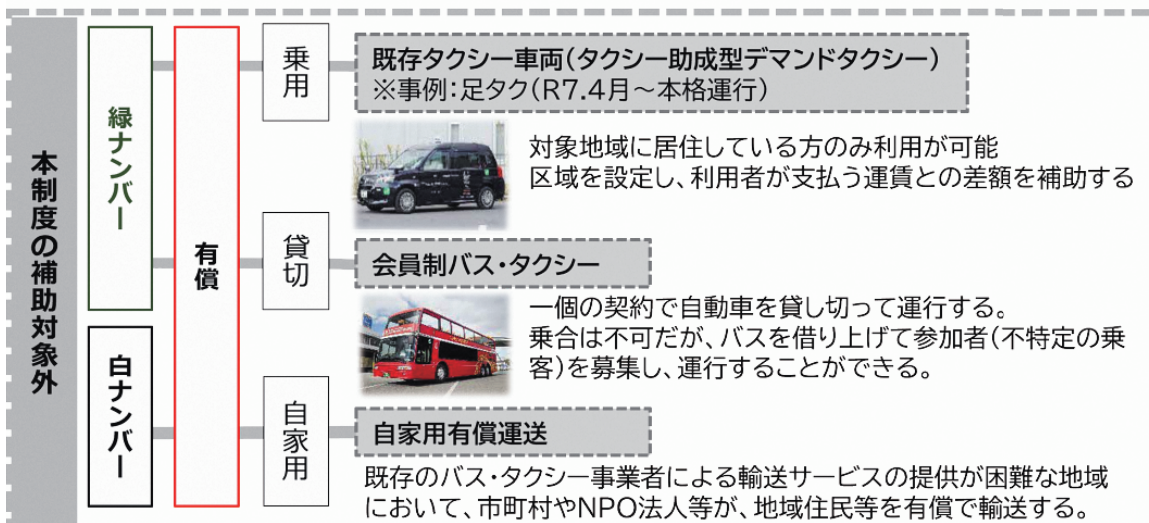 本制度の補助対象外
緑ナンバー
白ナンバー
有償
乗用
既存タクシー車両(タクシー助成型デマンドタクシー)
※事例:足タク(R7.4月~本格運行)
対象地域に居住している方のみ利用が可能
区域を設定し、利用者が支払う運賃との差額を補助する
貸切
会員制バス・タクシー
一個の契約で自動車を貸し切って運行する。
乗合は不可だが、バスを借り上げて参加者(不特定の乗
客)を募集し、運行することができる。
自家用
自家用有償運送
既存のバス・タクシー事業者による輸送サービスの提供が困難な地域
において、市町村やNPO法人等が、地域住民等を有償で輸送する。